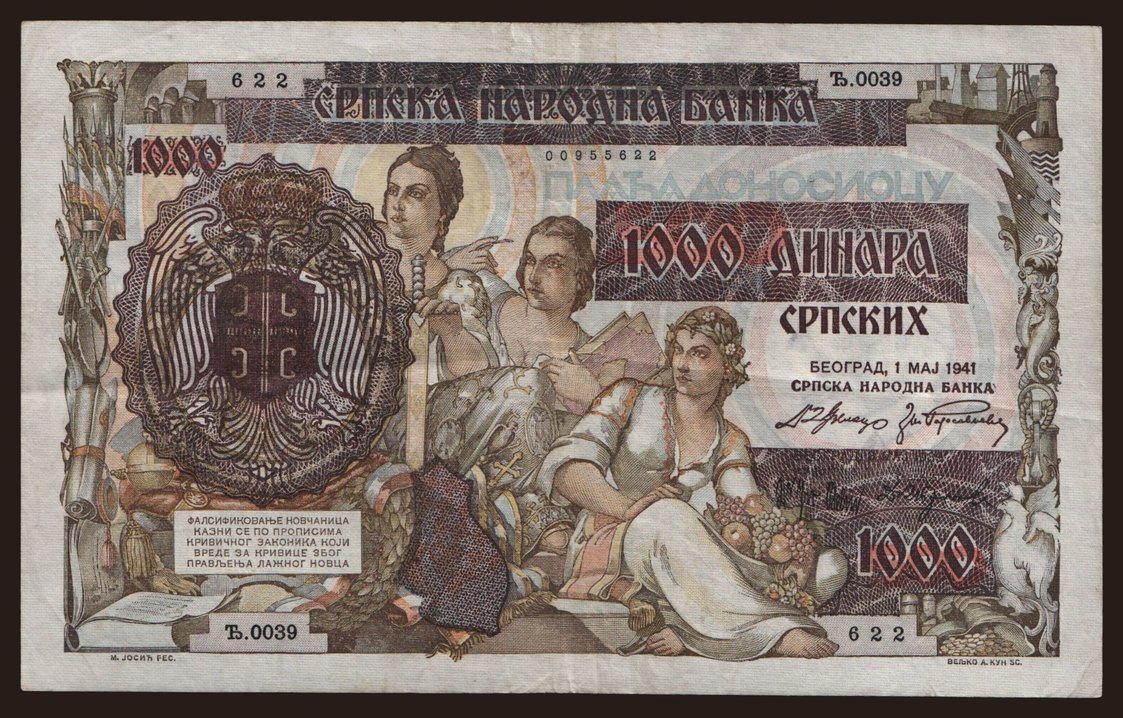 622
Ђ.0039
СРПСКА НАРОДНА БАНКА
1000
00955622
ПЛАЋА ДОНОСИОЦУ
1000 ДИНАРА
СРПСКИХ
БЕОГРАД, 1 МАЈ 1941
СРПСКА НАРОДНА БАНКА
ФАЛСИФИКОВАЊЕ НОВЧАНИЦА
КАЗНИ СЕ ПО ПРОПИСИМА
КРИВИЧНОГ ЗАКОНИКА КОЈИ
ВРЕДЕ ЗА КРИВИЦЕ ЗБОГ
ПРАВЉЕЊА ЛАЖНОГ НОВЦА
1000
Ђ.0039
622
М. ЈОСИЋ FEC.
ВЕЉКО А. КУН SC.